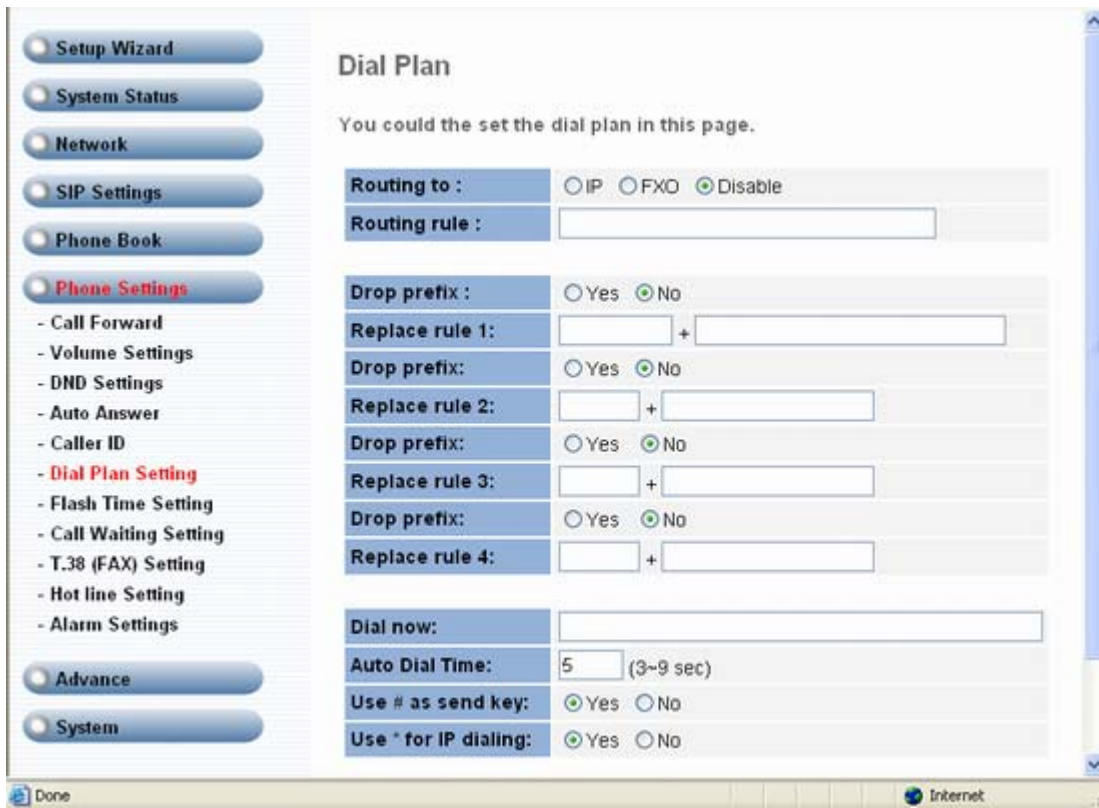 Setup Wizard
System Status
Network
SIP Settings
Phone Book
Phone Settings
- Call Forward
- Volume Settings
- DND Settings
- Auto Answer
- Caller ID
- Dial Plan Setting
- Flash Time Setting
- Call Waiting Setting
- T.38 (FAX) Setting
- Hot line Setting
- Alarm Settings
Advance
System
Dial Plan
You could the set the dial plan in this page.
Routing to : IP FXO Disable
Routing rule :
Drop prefix : Yes No
Replace rule 1: +
Drop prefix: Yes No
Replace rule 2: +
Drop prefix: Yes No
Replace rule 3: +
Drop prefix: Yes No
Replace rule 4: +
Dial now:
Auto Dial Time: 5 (3~9 sec)
Use # as send key: Yes No
Use * for IP dialing: Yes No
Done Internet